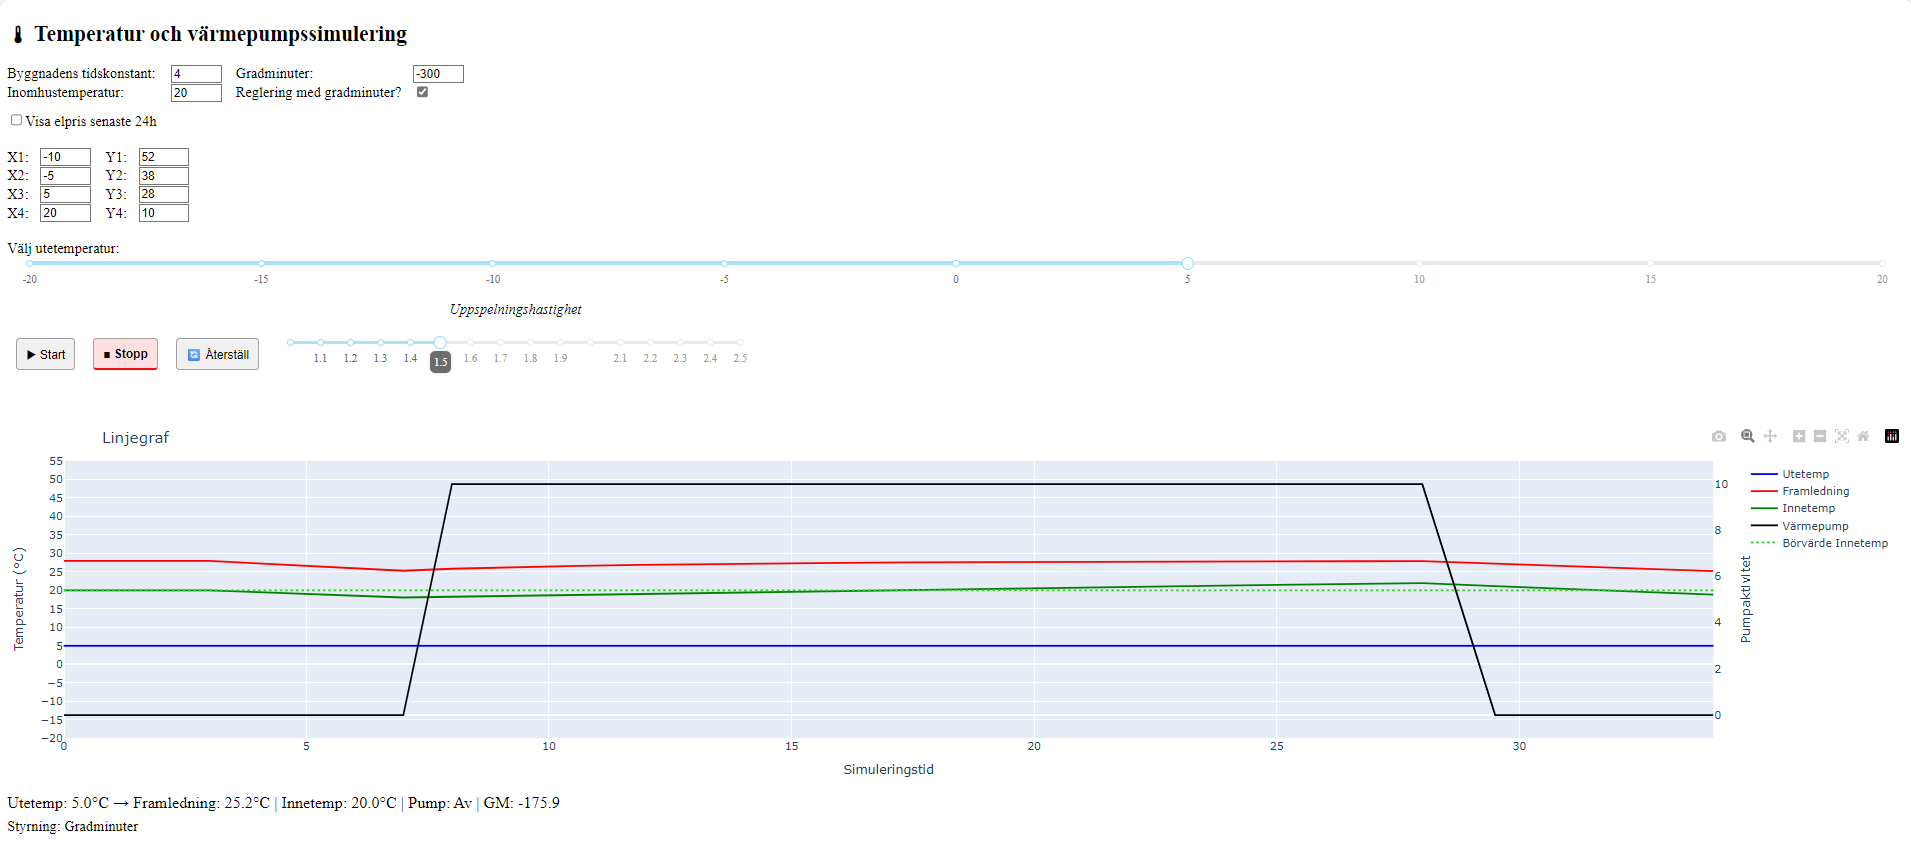 🌡 Temperatur och värmepumpssimulering
Byggnadens tidskonstant: 4 Gradminuter: -300
Inomhustemperatur: 20 Reglering med gradminuter?
Visa elpris senaste 24h
X1: -10 Y1: 52
X2: -5 Y2: 38
X3: 5 Y3: 28
X4: 20 Y4: 10
Välj utetemperatur:
-20 -15 -10 -5 0 5 10 15 20
Uppspelningshastighet
▶ Start ■ Stopp 🔄 Återställ
1.1 1.2 1.3 1.4 1.5 1.6 1.7 1.8 1.9 2.1 2.2 2.3 2.4 2.5
Linjegraf
Temperatur (°C)
55
50
45
40
35
30
25
20
15
10
5
0
−5
−10
−15
−20
0 5 10 15 20 25 30
Simuleringstid
10
8
6
4
2
0
Pumpaktivitet
Utetemp
Framledning
Innetemp
Värmepump
Börvärde Innetemp
Utetemp: 5.0°C → Framledning: 25.2°C | Innetemp: 20.0°C | Pump: Av | GM: -175.9
Styrning: Gradminuter